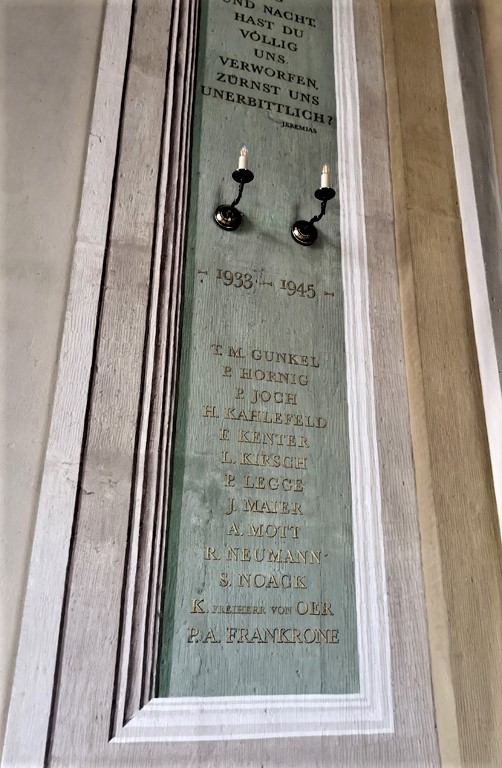 UND NACHT.
HAST DU
VÖLLIG
UNS
VERWORFEN,
ZÜRNST UNS
UNERBITTLICH?
JEREMIAS
– 1933 – 1945 –
T. M. GUNKEL
P. HORNIG
P. JOCH
H. KAHLEFELD
F. KENTER
L. KIRSCH
P. LEGGE
J. MAIER
A. MOTT
R. NEUMANN
S. NOACK
K. FREIHERR VON OER
P. A. FRANKRONE